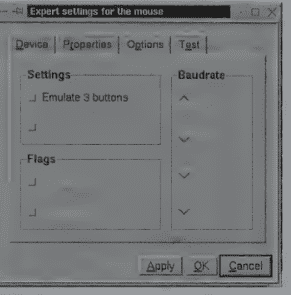 Expert settings for the mouse
Device Properties Options Test
Settings
Baudrate
Emulate 3 buttons
Flags
Apply OK Cancel